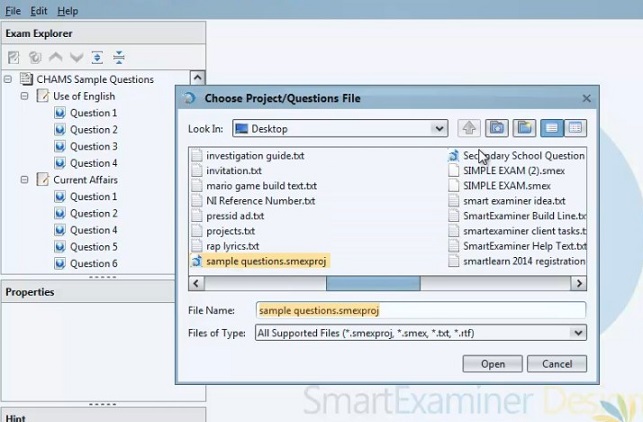 File Edit Help
Exam Explorer
CHAMS Sample Questions
Use of English
Question 1
Question 2
Question 3
Question 4
Current Affairs
Question 1
Question 2
Question 4
Question 5
Question 6
Properties
Hint
Choose Project/Questions File
Look In: Desktop
investigation guide.txt
invitation.txt
mario game build text.txt
NI Reference Number.txt
pressid ad.txt
projects.txt
rap lyrics.txt
sample questions.smexproj
Secondary School Question
SIMPLE EXAM (2).smex
SIMPLE EXAM.smex
smart examiner idea.txt
SmartExaminer Build Line.tx
smartexaminer client tasks.t
SmartExaminer Help Text.txt
smartlearn 2014 registration
File Name: sample questions.smexproj
Files of Type: All Supported Files (*.smexproj, *.smex, *.txt, *.rtf)
Open Cancel
SmartExaminer Design